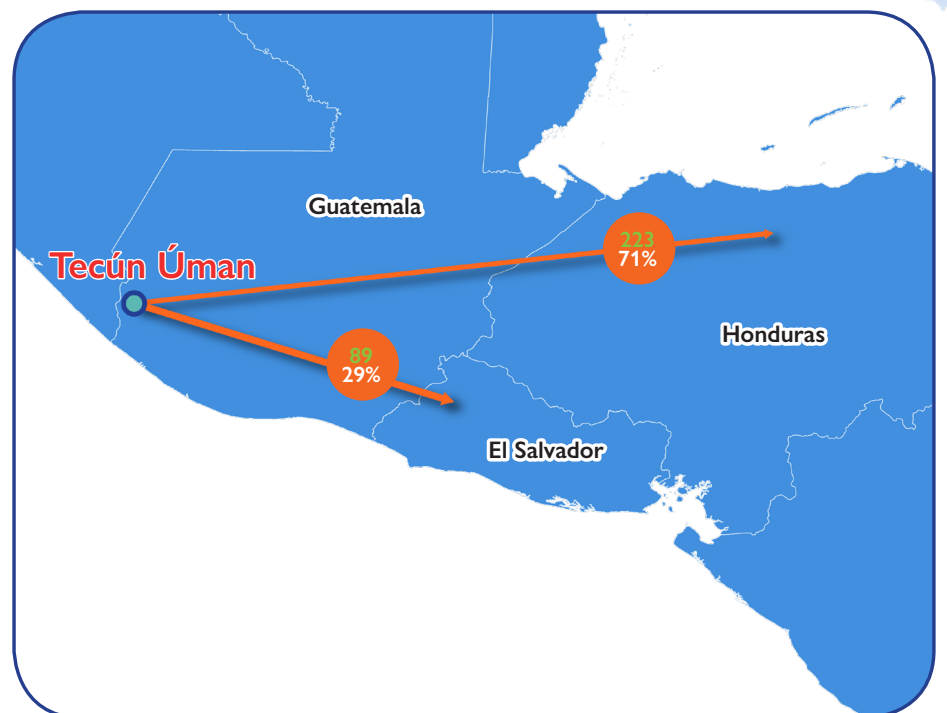 Guatemala
Tecún Úman
223
71%
Honduras
89
29%
El Salvador